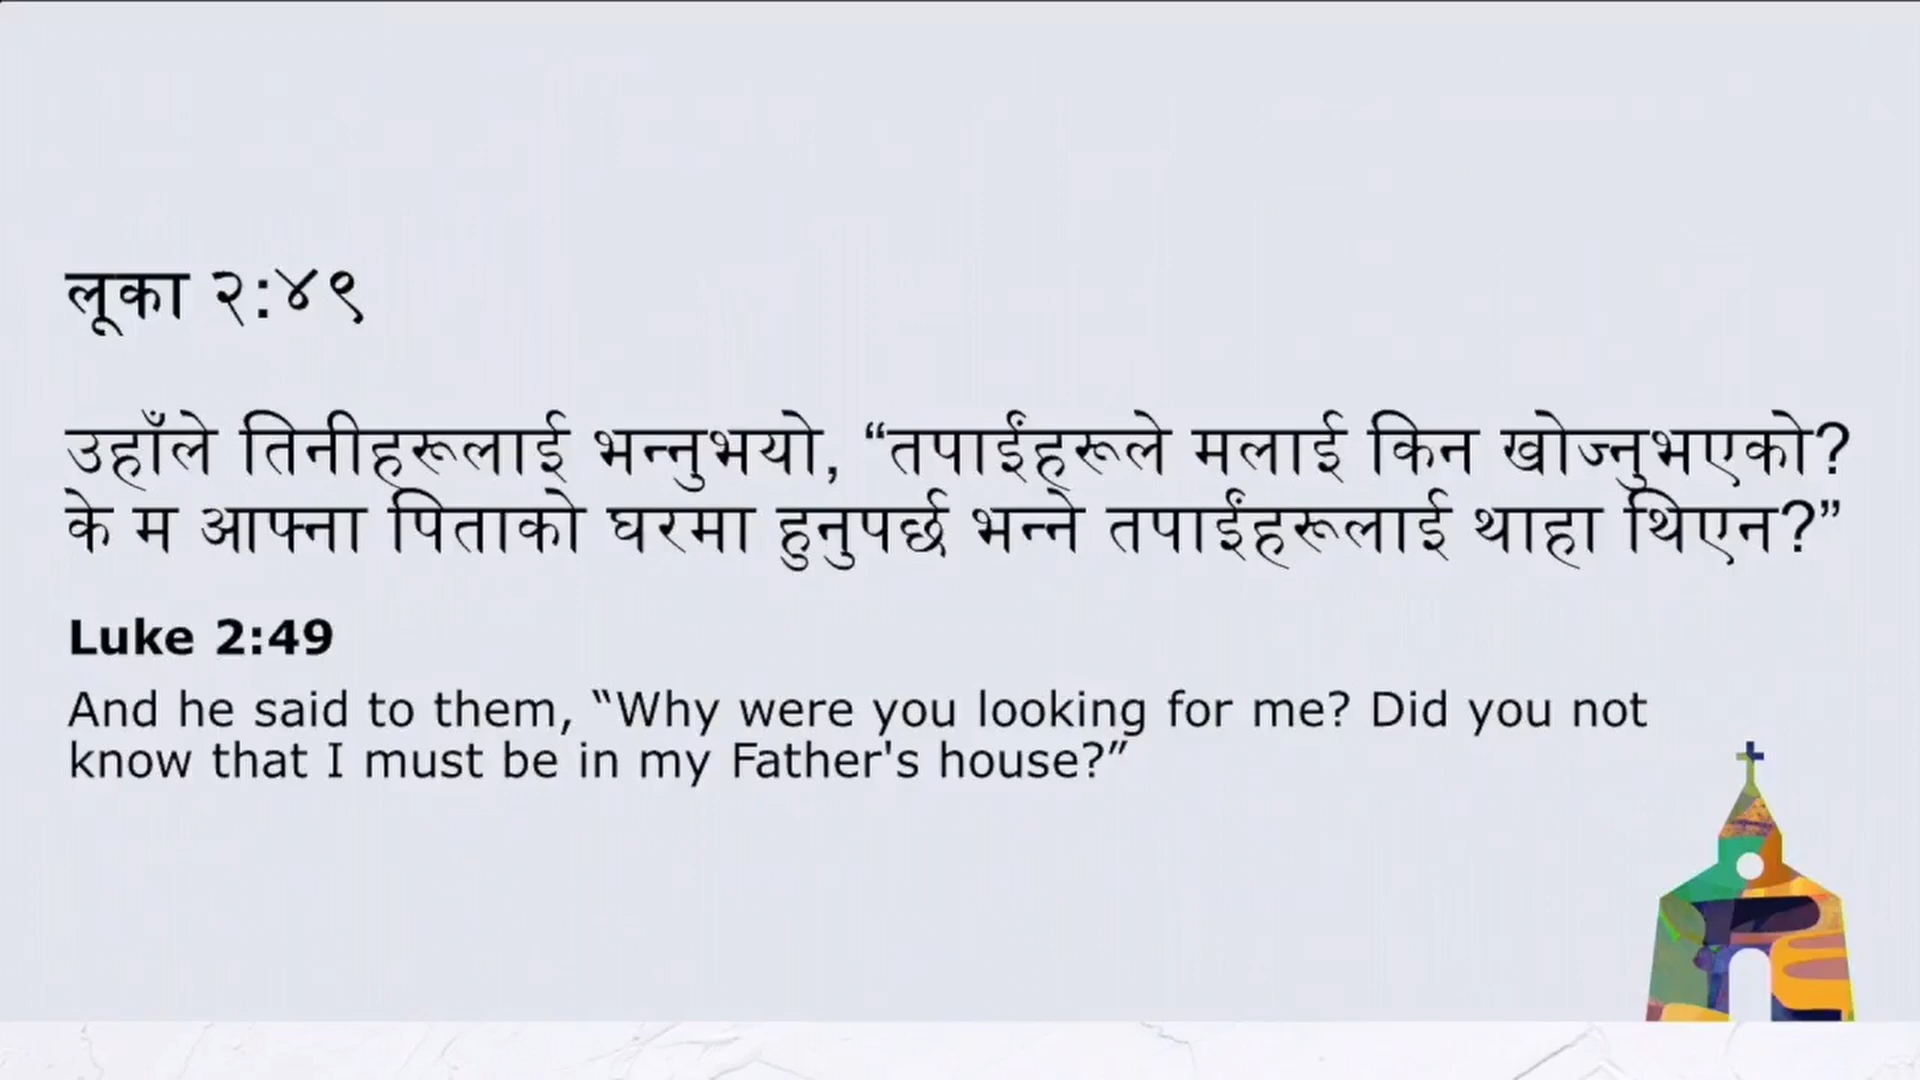 लूका २:४९
उहाँले तिनीहरूलाई भन्नुभयो, “तपाईंहरूले मलाई किन खोज्नुभएको?
के म आफ्ना पिताको घरमा हुनुपर्छ भन्ने तपाईंहरूलाई थाहा थिएन?”
Luke 2:49
And he said to them, “Why were you looking for me? Did you not
know that I must be in my Father's house?”